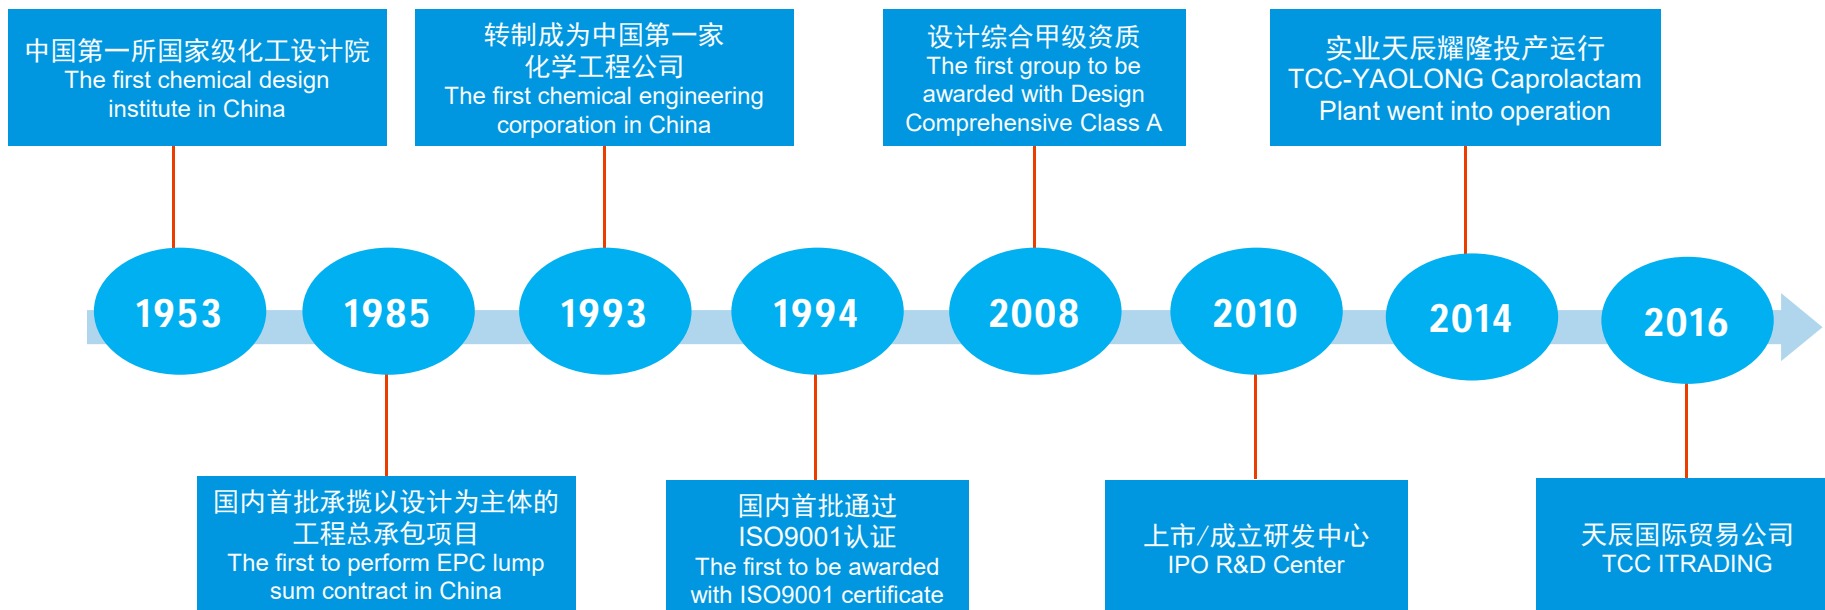 中国第一所国家级化工设计院
The first chemical design
institute in China
转制成为中国第一家
化学工程公司
The first chemical engineering
corporation in China
设计综合甲级资质
The first group to be
awarded with Design
Comprehensive Class A
实业天辰耀隆投产运行
TCC-YAOLONG Caprolactam
Plant went into operation
1953
1985
1993
1994
2008
2010
2014
2016
国内首批承揽以设计为主体的
工程总承包项目
The first to perform EPC lump
sum contract in China
国内首批通过
ISO9001认证
The first to be awarded
with ISO9001 certificate
上市/成立研发中心
IPO R&D Center
天辰国际贸易公司
TCC ITRADING